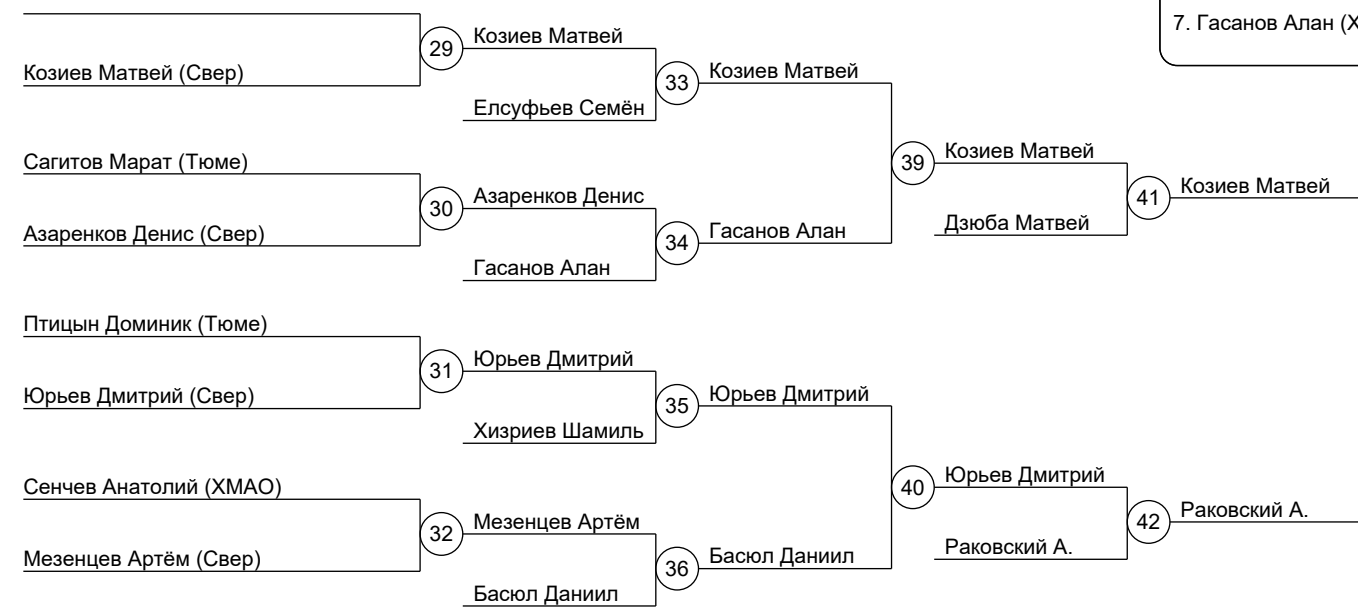 7. Гасанов Алан (Х
Козиев Матвей (Свер)
29
Козиев Матвей
Елсуфьев Семён
33
Козиев Матвей
Сагитов Марат (Тюме)
Азаренков Денис (Свер)
30
Азаренков Денис
Гасанов Алан
34
Гасанов Алан
39
Козиев Матвей
Дзюба Матвей
41
Козиев Матвей
Птицын Доминик (Тюме)
Юрьев Дмитрий (Свер)
31
Юрьев Дмитрий
Хизриев Шамиль
35
Юрьев Дмитрий
Сенчев Анатолий (ХМАО)
Мезенцев Артём (Свер)
32
Мезенцев Артём
Басюл Даниил
36
Басюл Даниил
40
Юрьев Дмитрий
Раковский А.
42
Раковский А.